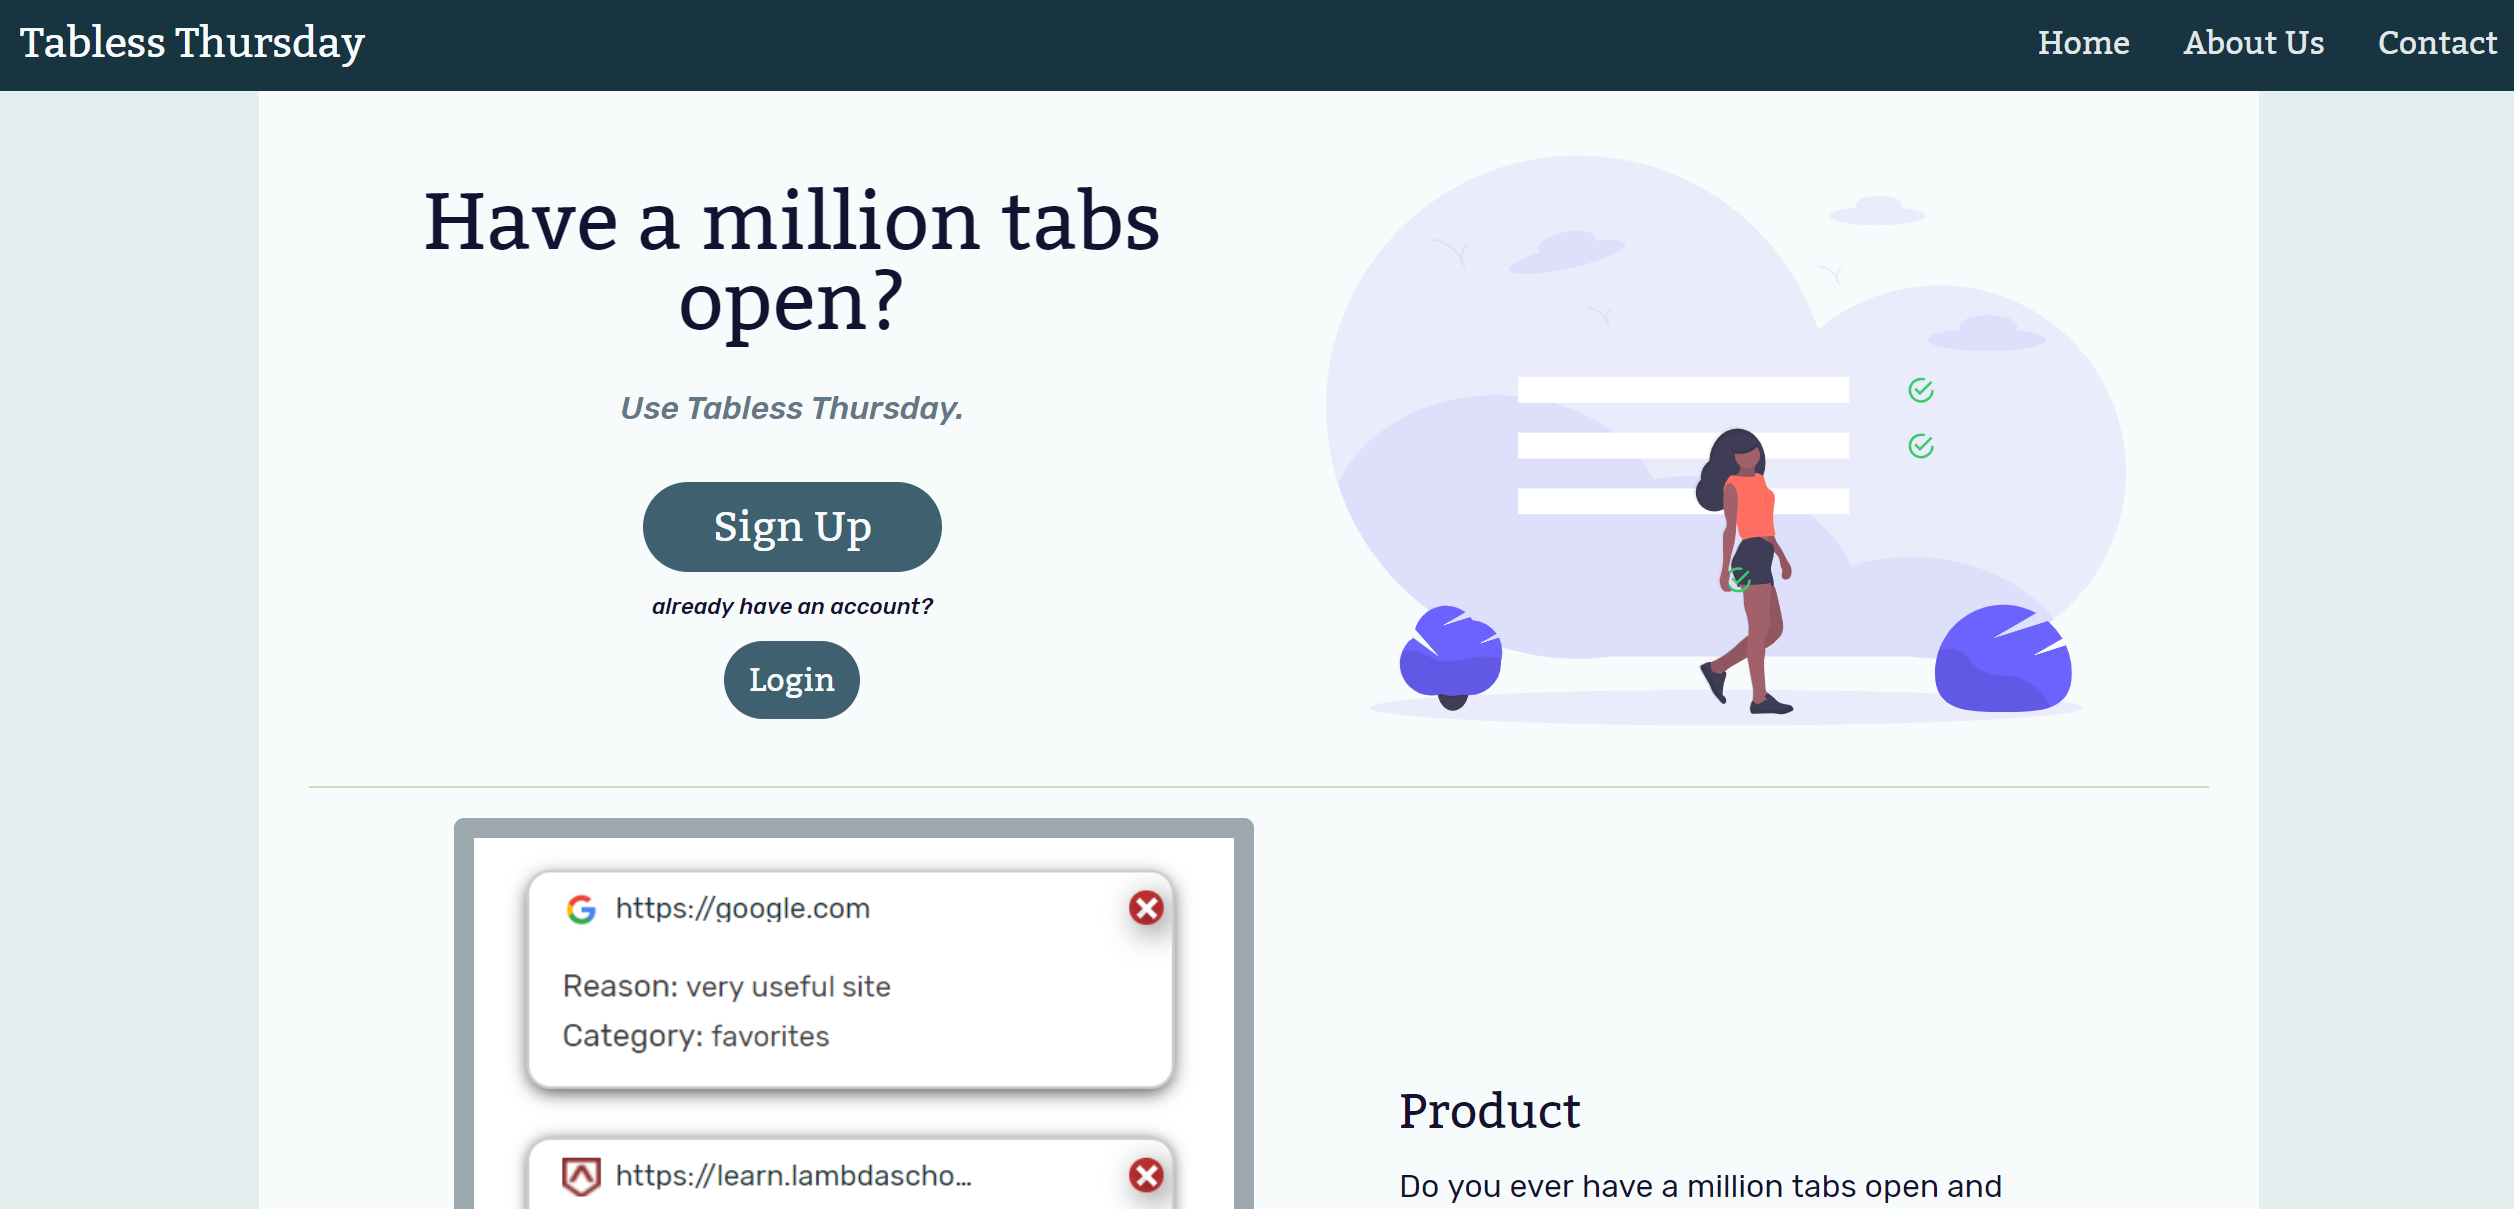 Tabless Thursday
Home About Us Contact
Have a million tabs
open?
Use Tabless Thursday.
Sign Up
already have an account?
Login
https://google.com
Reason: very useful site
Category: favorites
https://learn.lambdascho...
Product
Do you ever have a million tabs open and